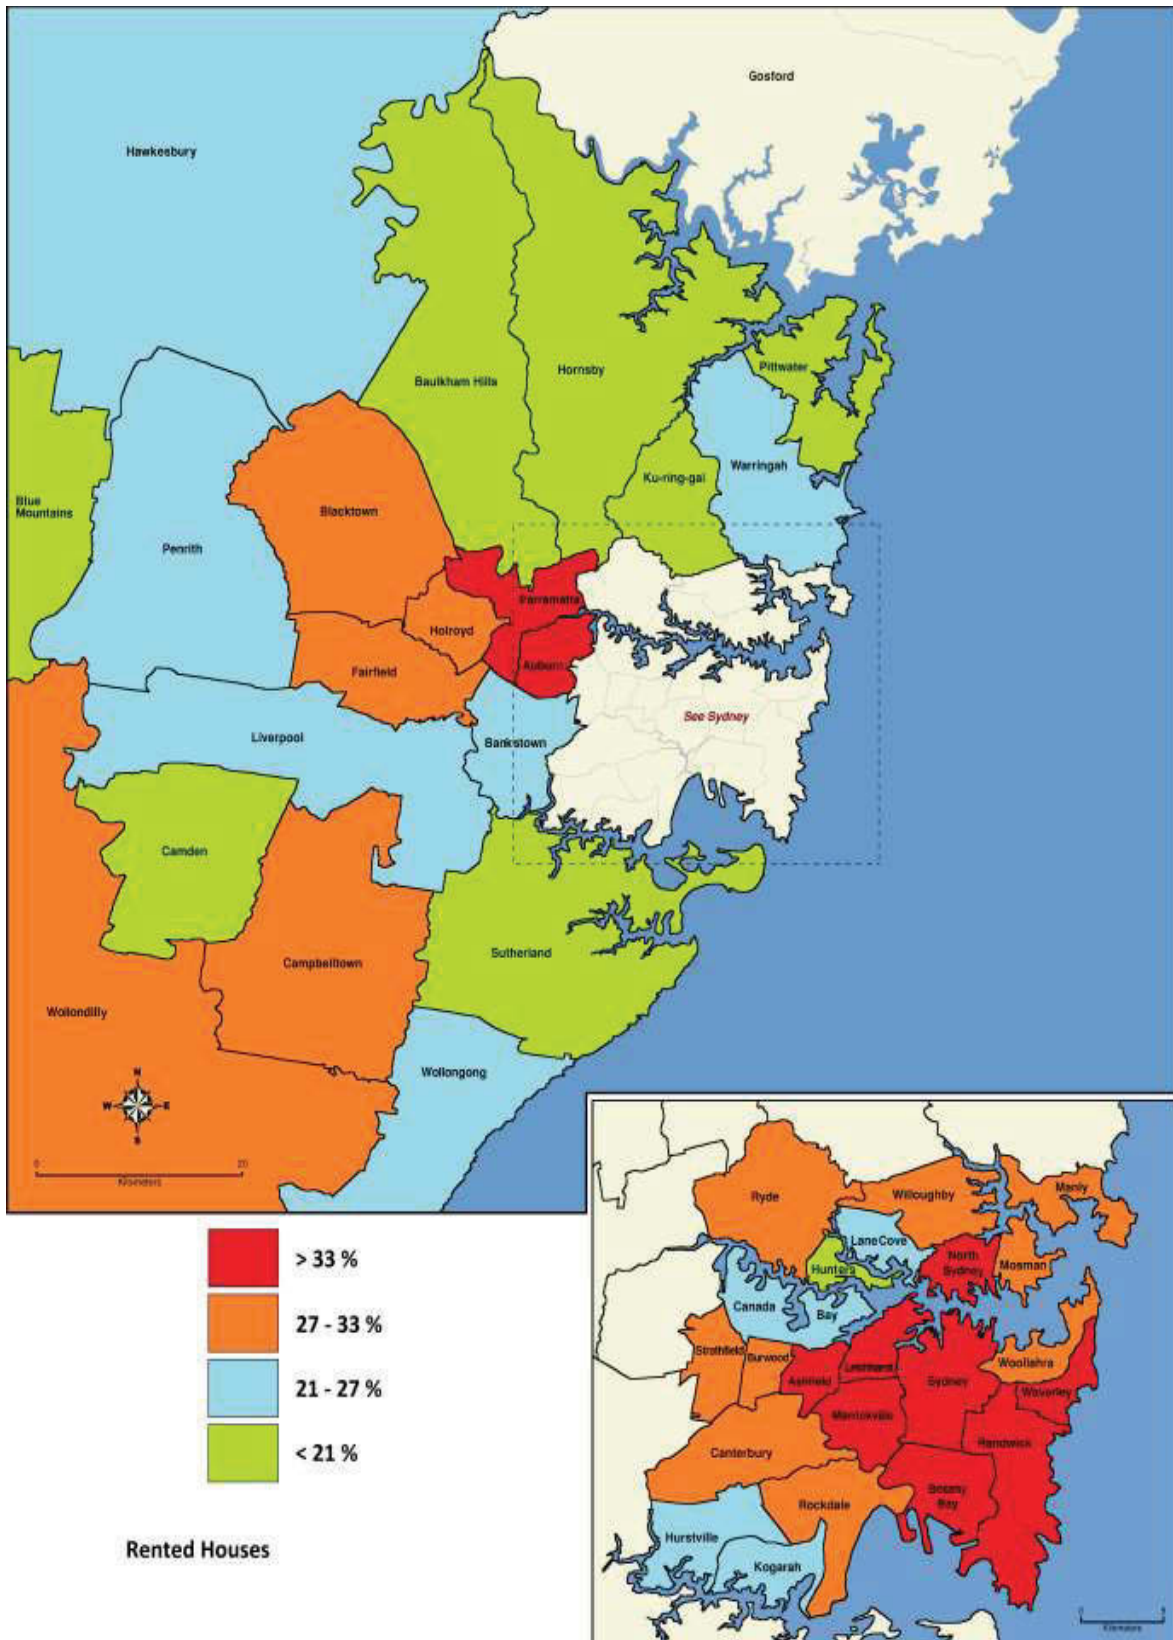 Gosford
Hawkesbury
Baulkham Hills
Hornsby
Pittwater
Warringah
Ku-ring-gai
Blue
Mountains
Penrith
Blacktown
Parramatta
Holroyd
Auburn
Fairfield
See Sydney
Liverpool
Bankstown
Camden
Campbelltown
Sutherland
Wollondilly
Wollongong
N
W
E
S
0
20
Kilometers
> 33 %
27 - 33 %
21 - 27 %
< 21 %
Rented Houses
Ryde
Willoughby
Manly
LaneCove
Hunters
North
Sydney
Mosman
Canada
Bay
Strathfield
Burwood
Ashfield
Leichhardt
Sydney
Woollahra
Waverley
Marrickville
Randwick
Canterbury
Botany
Bay
Rockdale
Hurstville
Kogarah
Kilometers